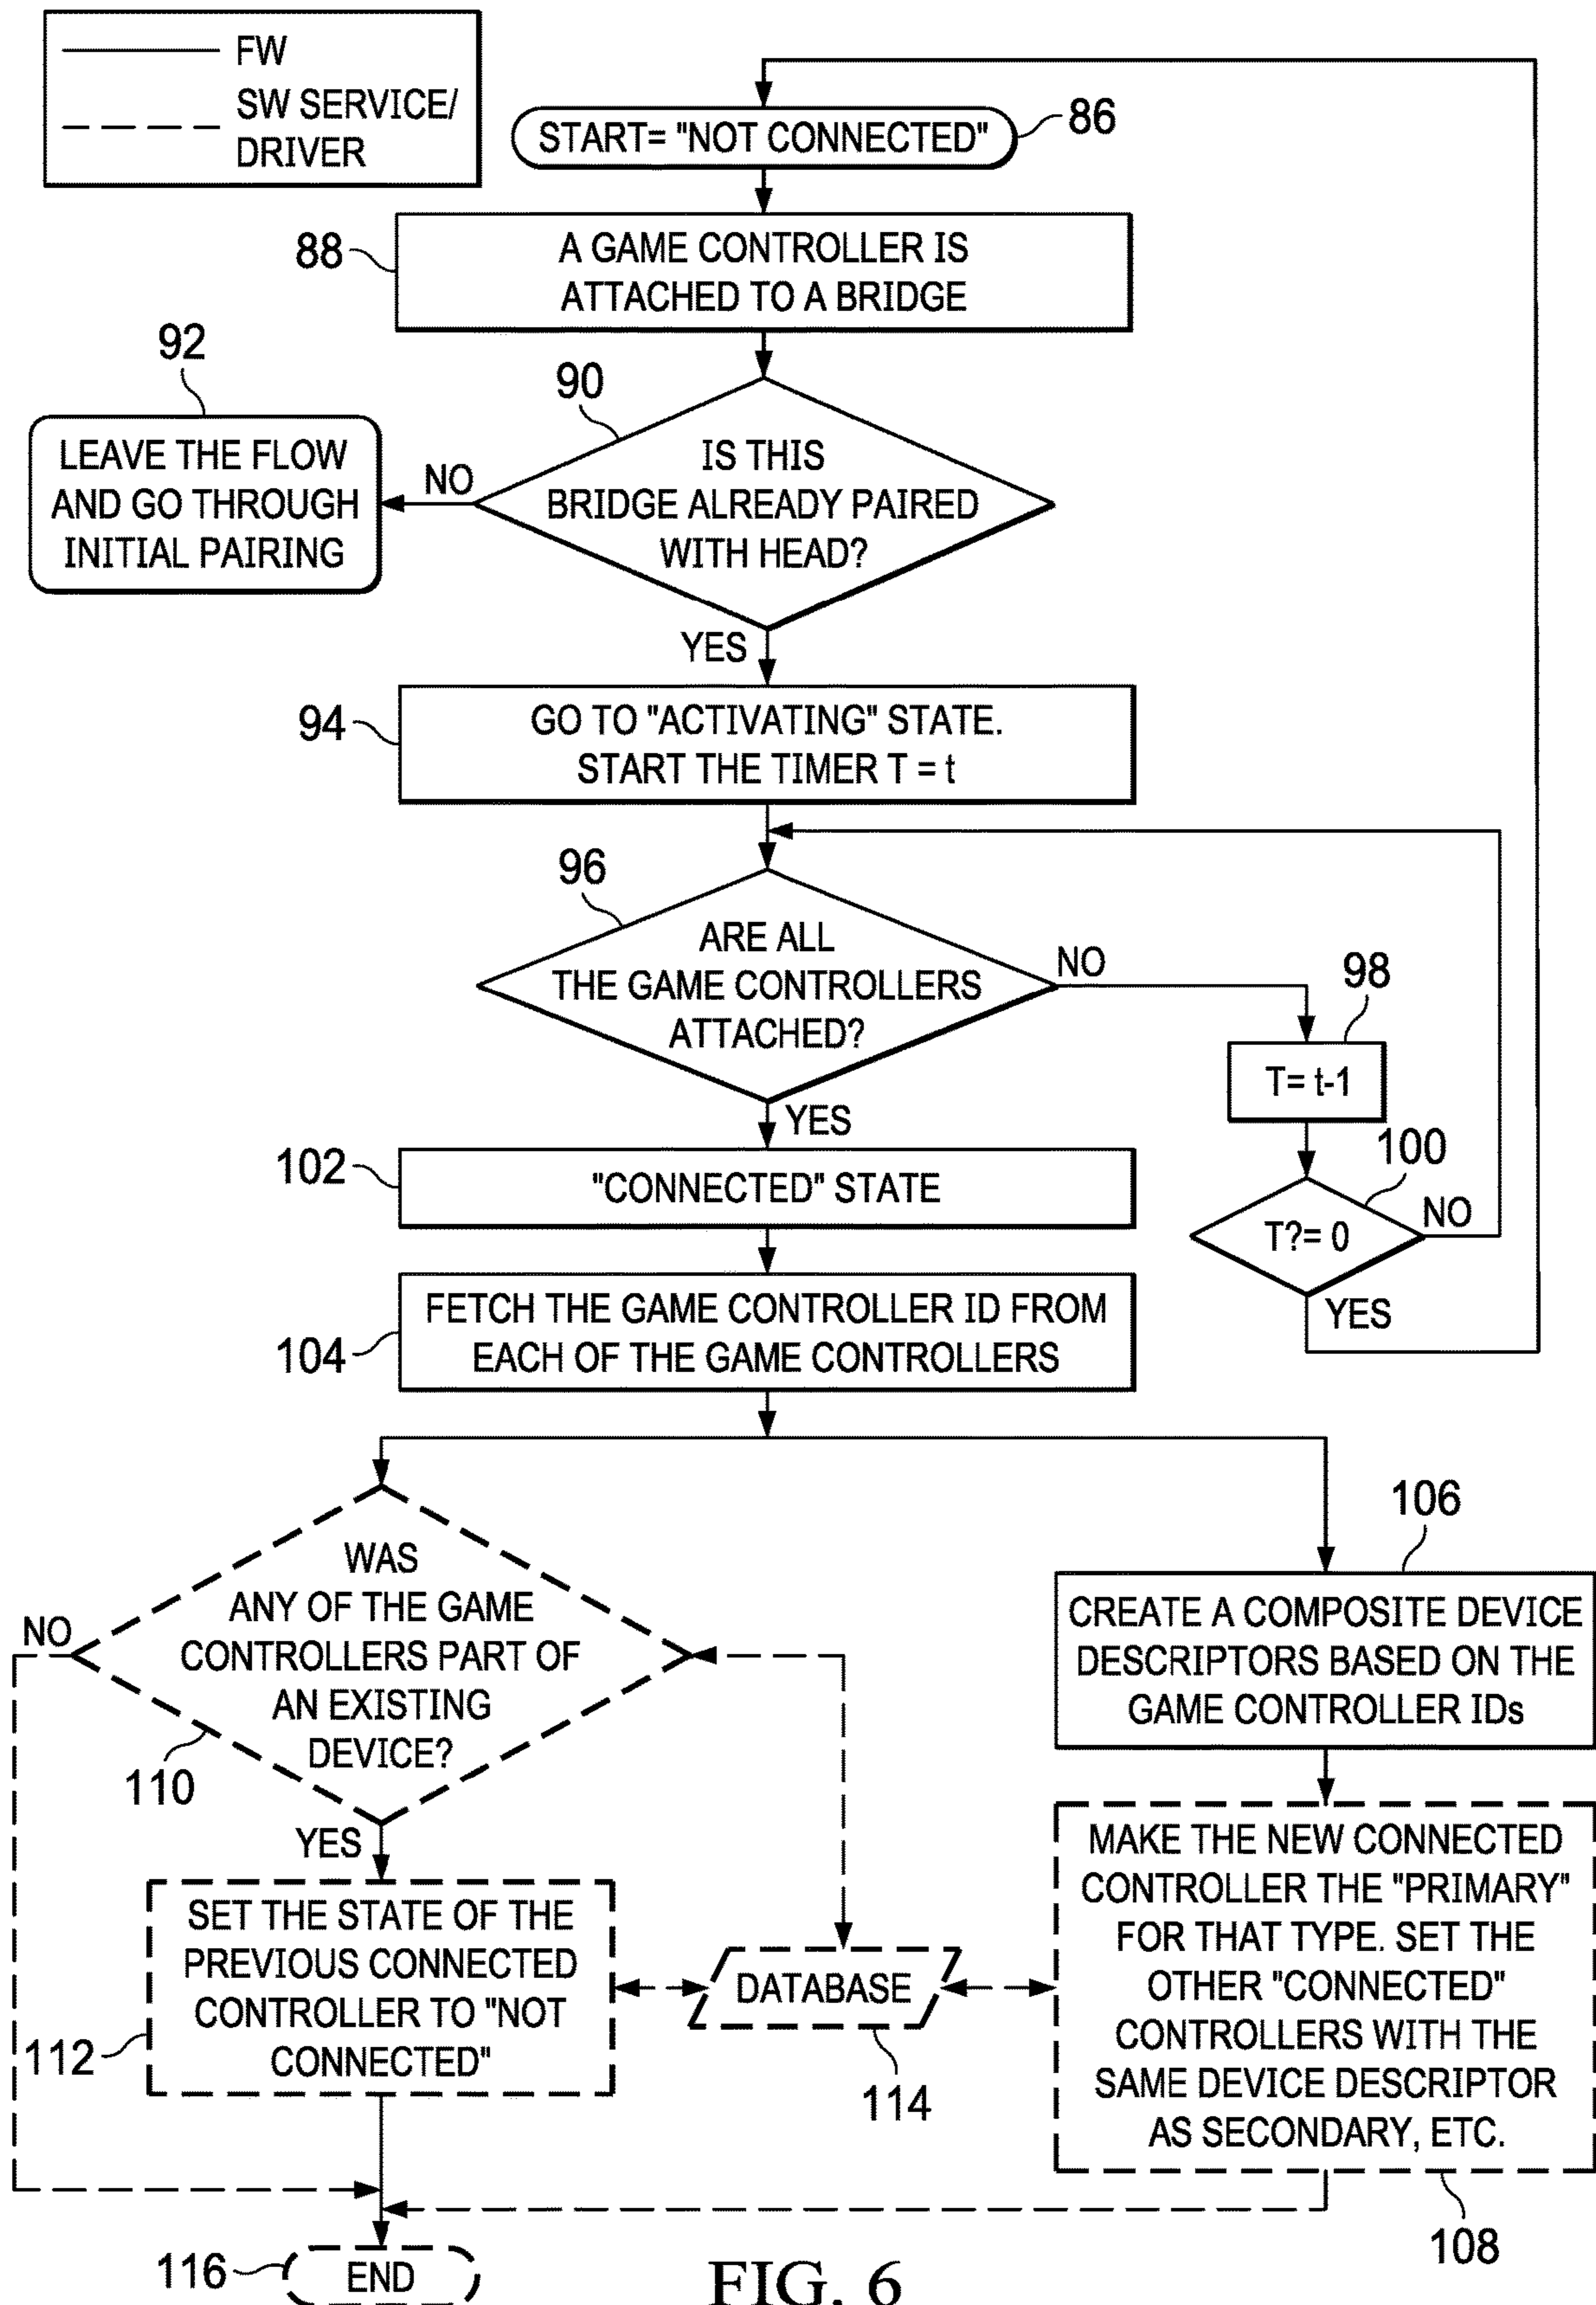 FW
SW SERVICE/
DRIVER
START= "NOT CONNECTED"
86
88
A GAME CONTROLLER IS
ATTACHED TO A BRIDGE
92
90
LEAVE THE FLOW
AND GO THROUGH
INITIAL PAIRING
NO
IS THIS
BRIDGE ALREADY PAIRED
WITH HEAD?
YES
94
GO TO "ACTIVATING" STATE.
START THE TIMER T = t
96
ARE ALL
THE GAME CONTROLLERS
ATTACHED?
NO
98
T= t-1
YES
100
T?= 0
NO
YES
102
"CONNECTED" STATE
104
FETCH THE GAME CONTROLLER ID FROM
EACH OF THE GAME CONTROLLERS
106
CREATE A COMPOSITE DEVICE
DESCRIPTORS BASED ON THE
GAME CONTROLLER IDs
NO
WAS
ANY OF THE GAME
CONTROLLERS PART OF
AN EXISTING
DEVICE?
110
YES
SET THE STATE OF THE
PREVIOUS CONNECTED
CONTROLLER TO "NOT
CONNECTED"
112
DATABASE
114
MAKE THE NEW CONNECTED
CONTROLLER THE "PRIMARY"
FOR THAT TYPE. SET THE
OTHER "CONNECTED"
CONTROLLERS WITH THE
SAME DEVICE DESCRIPTOR
AS SECONDARY, ETC.
108
116
END
FIG. 6